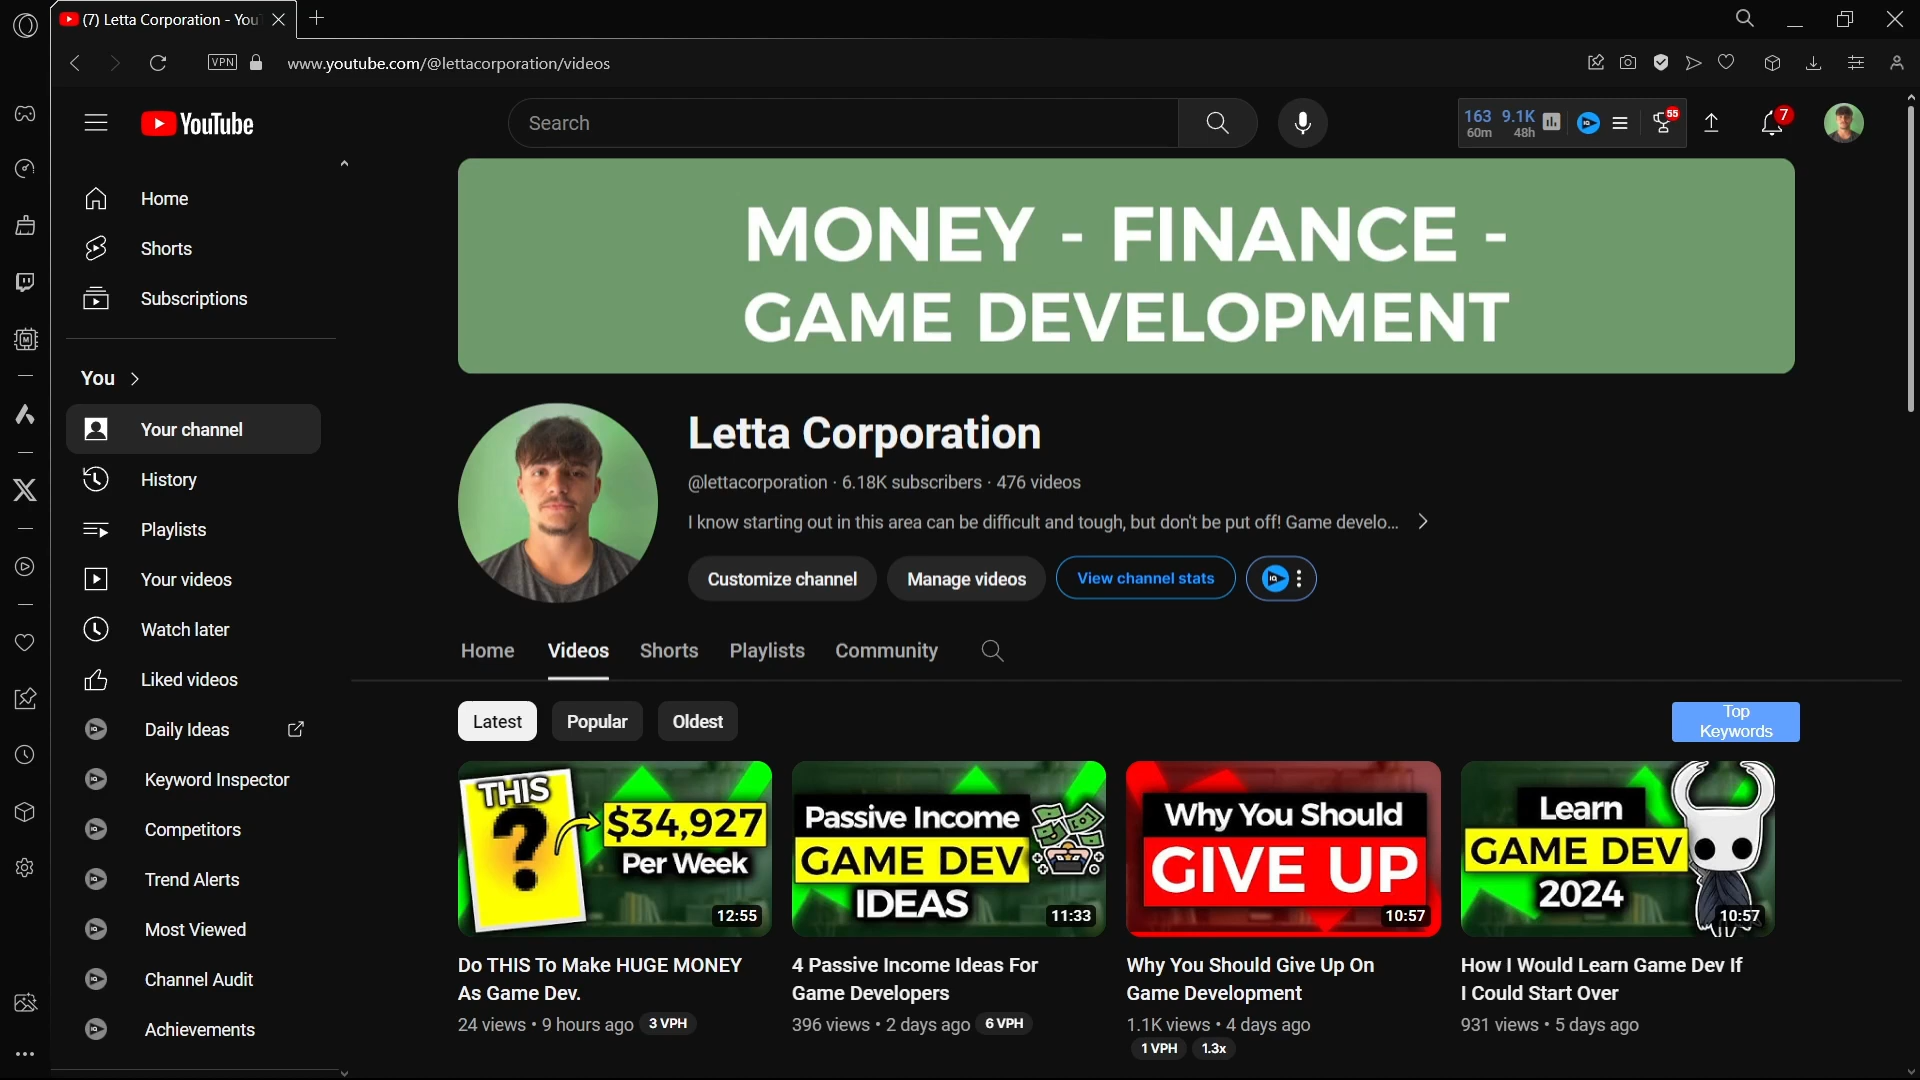 (7) Letta Corporation - You
VPN
www.youtube.com/@lettacorporation/videos
YouTube
Search
163 9.1K
60m 48h
55
7
Home
Shorts
Subscriptions
You
Your channel
History
Playlists
Your videos
Watch later
Liked videos
Daily Ideas
Keyword Inspector
Competitors
Trend Alerts
Most Viewed
Channel Audit
Achievements
MONEY - FINANCE -
GAME DEVELOPMENT
Letta Corporation
@lettacorporation · 6.18K subscribers · 476 videos
I know starting out in this area can be difficult and tough, but don't be put off! Game develo...
Customize channel
Manage videos
View channel stats
Home
Videos
Shorts
Playlists
Community
Latest
Popular
Oldest
Top
Keywords
THIS
?
$34,927
Per Week
12:55
Do THIS To Make HUGE MONEY
As Game Dev.
24 views • 9 hours ago 3 VPH
Passive Income
GAME DEV
IDEAS
11:33
4 Passive Income Ideas For
Game Developers
396 views • 2 days ago 6 VPH
Why You Should
GIVE UP
10:57
Why You Should Give Up On
Game Development
1.1K views • 4 days ago
1 VPH 1.3x
Learn
GAME DEV
2024
10:57
How I Would Learn Game Dev If
I Could Start Over
931 views • 5 days ago